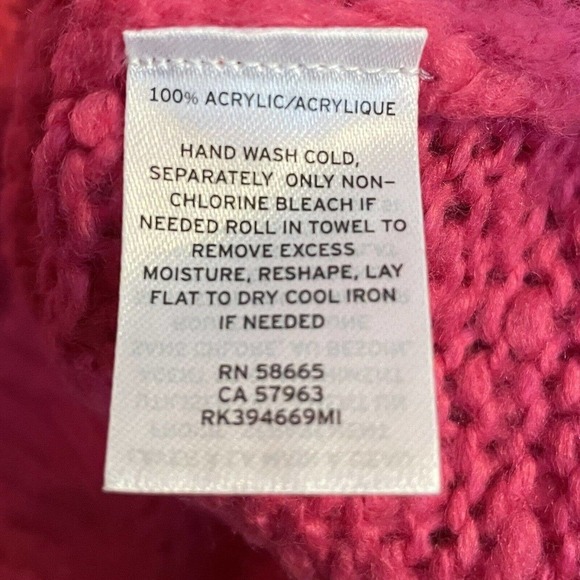 100% ACRYLIC/ACRYLIQUE
HAND WASH COLD,
SEPARATELY ONLY NON-
CHLORINE BLEACH IF
NEEDED ROLL IN TOWEL TO
REMOVE EXCESS
MOISTURE, RESHAPE, LAY
FLAT TO DRY COOL IRON
IF NEEDED
RN 58665
CA 57963
RK394669MI